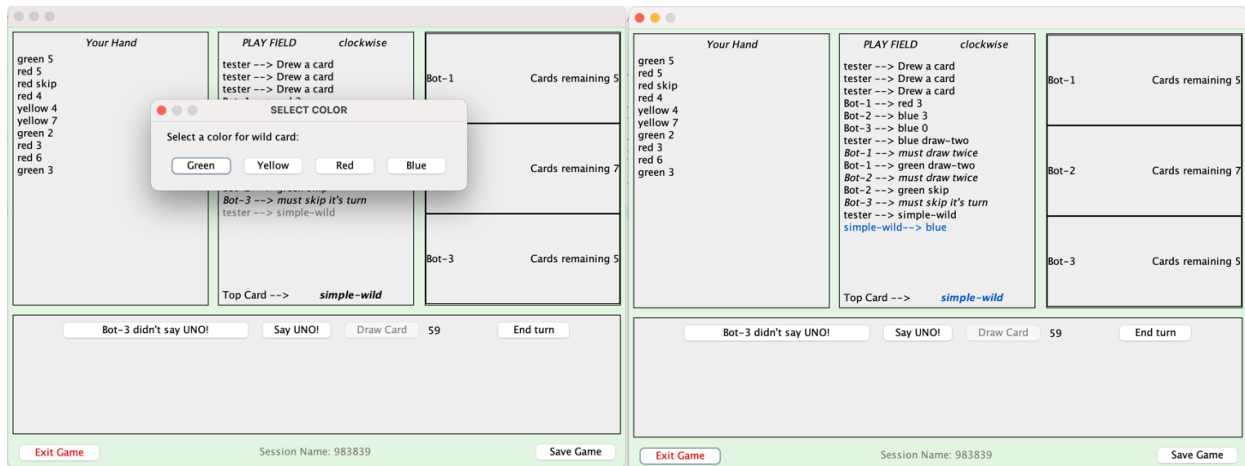 Your Hand
green 5
red 5
red skip
red 4
yellow 4
yellow 7
green 2
red 3
red 6
green 3
PLAY FIELD clockwise
tester --> Drew a card
tester --> Drew a card
tester --> Drew a card
SELECT COLOR
Select a color for wild card:
Green Yellow Red Blue
Bot-3 --> must skip it's turn
tester --> simple-wild
Top Card --> simple-wild
Bot-1 Cards remaining 5
Cards remaining 7
Bot-3 Cards remaining 5
Bot-3 didn't say UNO! Say UNO! Draw Card 59 End turn
Exit Game Session Name: 983839 Save Game
Your Hand
green 5
red 5
red skip
red 4
yellow 4
yellow 7
green 2
red 3
red 6
green 3
PLAY FIELD clockwise
tester --> Drew a card
tester --> Drew a card
tester --> Drew a card
Bot-1 --> red 3
Bot-2 --> blue 3
Bot-3 --> blue 0
tester --> blue draw-two
Bot-1 --> must draw twice
Bot-1 --> green draw-two
Bot-2 --> must draw twice
Bot-2 --> green skip
Bot-3 --> must skip it's turn
tester --> simple-wild
simple-wild--> blue
Top Card --> simple-wild
Bot-1 Cards remaining 5
Bot-2 Cards remaining 7
Bot-3 Cards remaining 5
Bot-3 didn't say UNO! Say UNO! Draw Card 59 End turn
Exit Game Session Name: 983839 Save Game